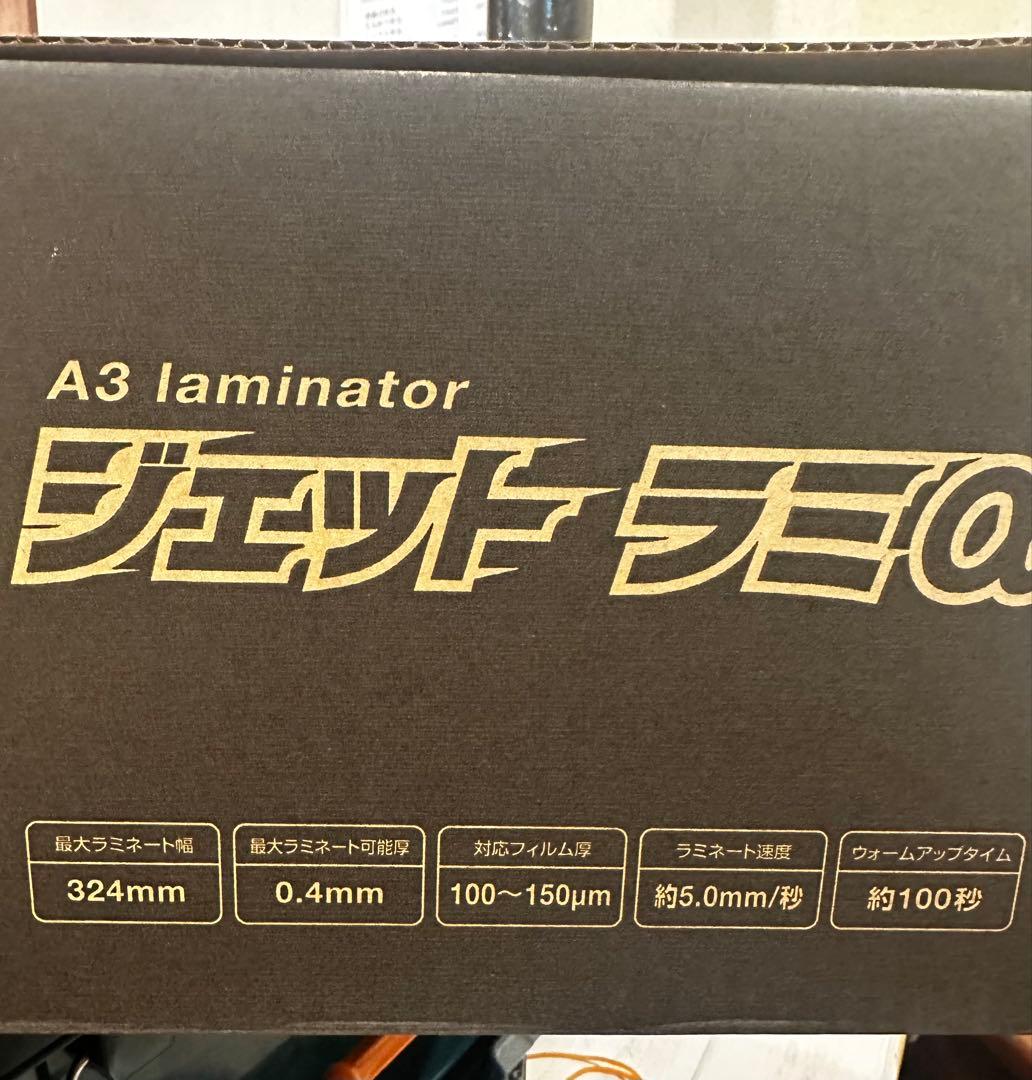 A3 laminator
ジェット ラミα
最大ラミネート幅
324mm
最大ラミネート可能厚
0.4mm
対応フィルム厚
100〜150μm
ラミネート速度
約5.0mm/秒
ウォームアップタイム
約100秒